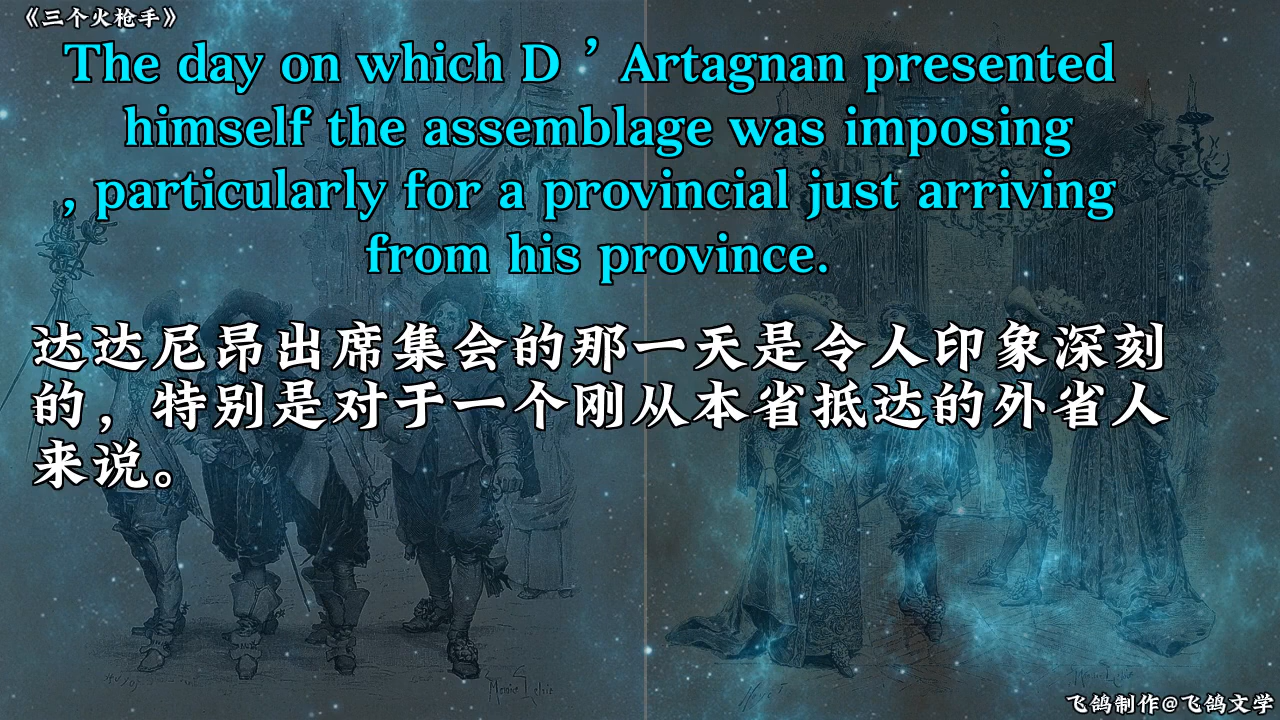 《三个火枪手》
The day on which D ’ Artagnan presented
himself the assemblage was imposing
, particularly for a provincial just arriving
from his province.
达达尼昂出席集会的那一天是令人印象深刻
的，特别是对于一个刚从本省抵达的外省人
来说。
飞鸽制作@飞鸽文学